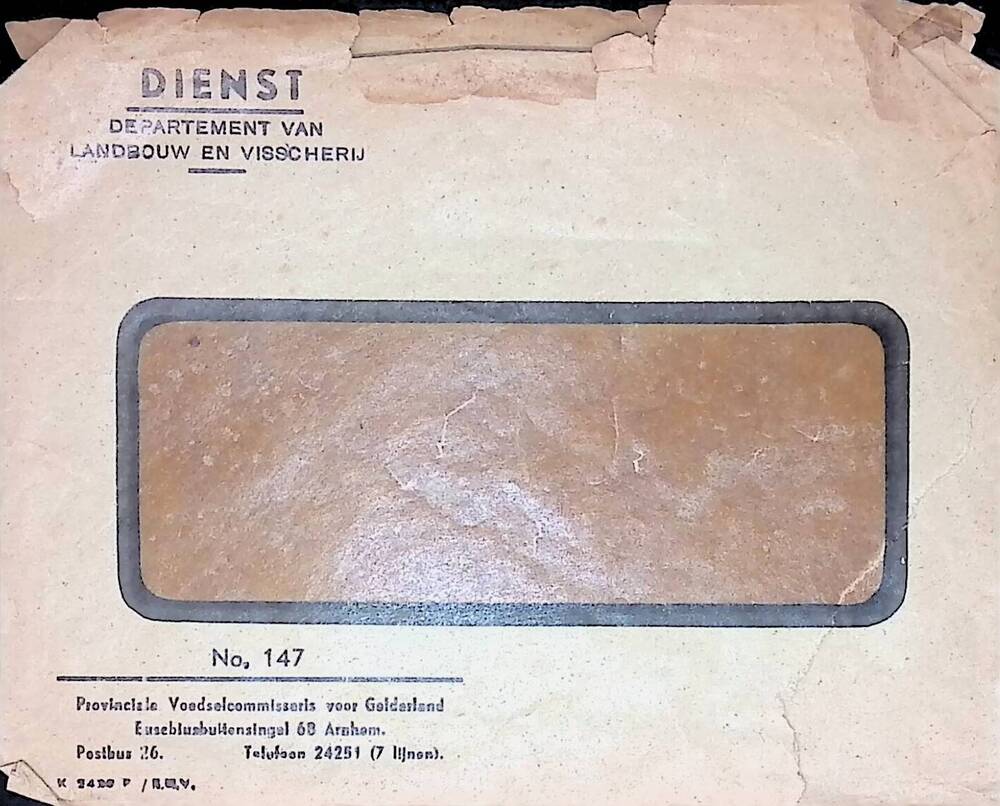 DIENST
DEPARTEMENT VAN
LANDBOUW EN VISSCHERIJ
No, 147
Provinciale Voedselcommissaris voor Gelderland
Eusebiusbuitensingel 68 Arnhem.
Postbus 26. Telefoon 24251 (7 lijnen).
K